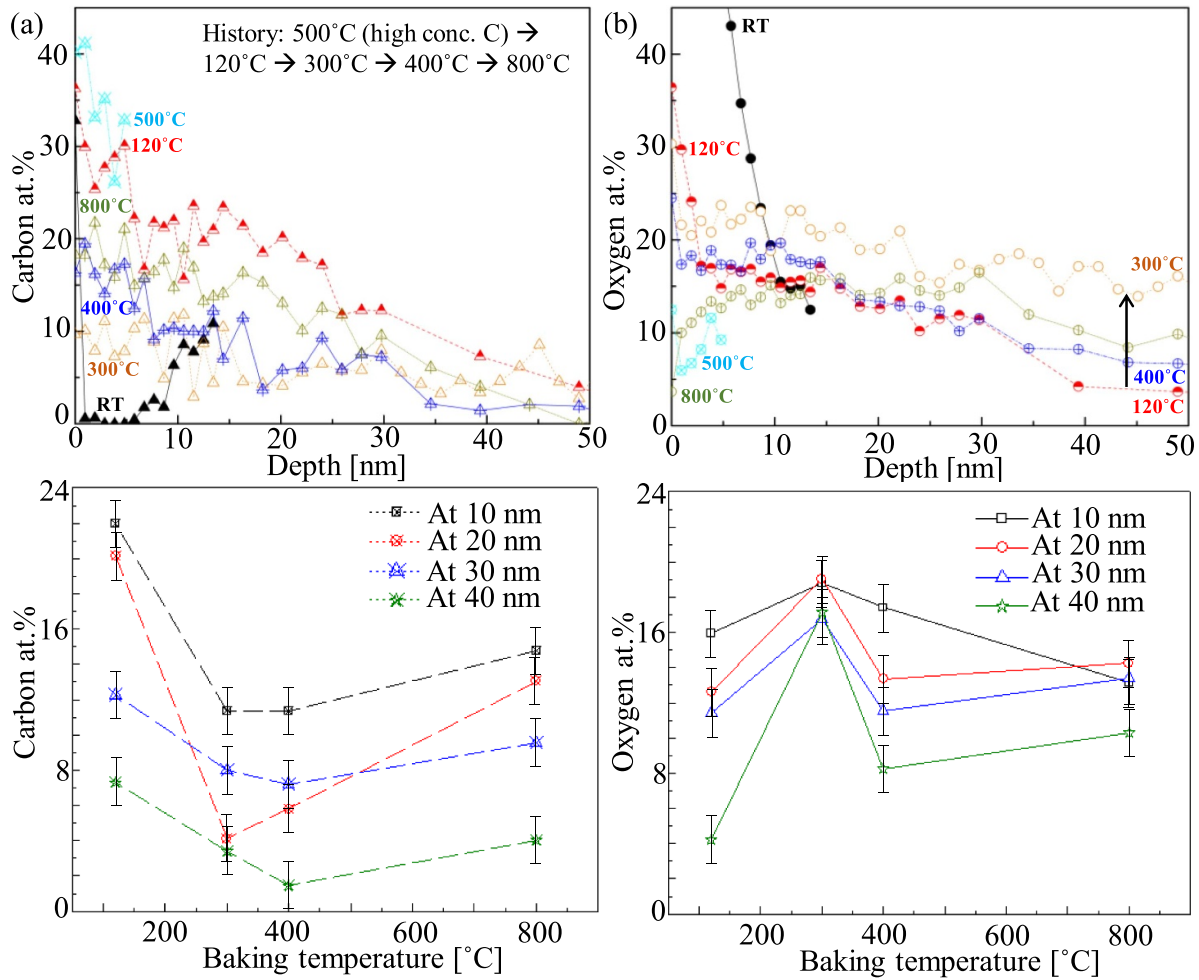 (a)
History: 500˚C (high conc. C) →
120˚C → 300˚C → 400˚C → 800˚C
40
30
20
10
0
Carbon at.%
500˚C
120˚C
800˚C
400˚C
300˚C
RT
0 10 20 30 40 50
Depth [nm]
(b)
RT
40
30
20
10
0
Oxygen at.%
120˚C
300˚C
500˚C
800˚C
400˚C
120˚C
0 10 20 30 40 50
Depth [nm]
24
16
8
0
Carbon at.%
At 10 nm
At 20 nm
At 30 nm
At 40 nm
200 400 600 800
Baking temperature [˚C]
24
16
8
0
Oxygen at.%
At 10 nm
At 20 nm
At 30 nm
At 40 nm
200 400 600 800
Baking temperature [˚C]